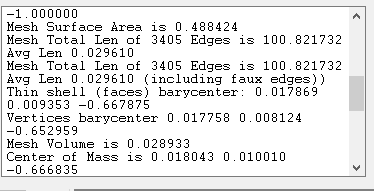 -1.000000
Mesh Surface Area is 0.488424
Mesh Total Len of 3405 Edges is 100.821732
Avg Len 0.029610
Mesh Total Len of 3405 Edges is 100.821732
Avg Len 0.029610 (including faux edges))
Thin shell (faces) barycenter: 0.017869
0.009353 -0.667875
Vertices barycenter 0.017758 0.008124
-0.652959
Mesh Volume is 0.028933
Center of Mass is 0.018043 0.010010
-0.666835